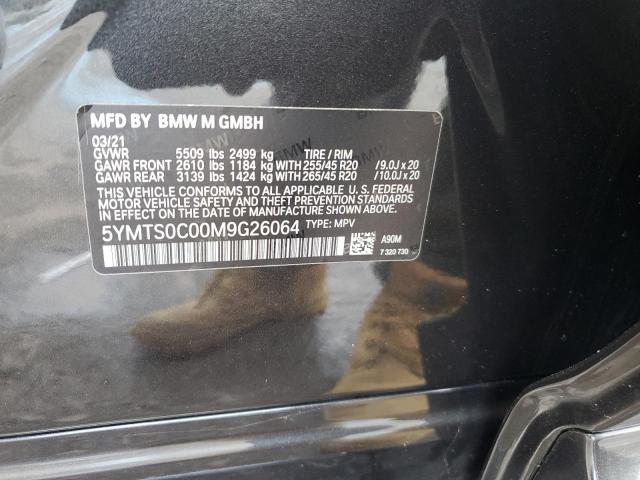 MFD BY BMW M GMBH
03/21
GVWR 5509 lbs 2499 kg TIRE / RIM
GAWR FRONT 2610 lbs 1184 kg WITH 255/45 R20 /9.0J x 20
GAWR REAR 3139 lbs 1424 kg WITH 265/45 R20 /10.0J x 20
THIS VEHICLE CONFORMS TO ALL APPLICABLE U. S. FEDERAL
MOTOR VEHICLE SAFETY, BUMPER, AND THEFT PREVENTION
STANDARDS IN EFFECT ON THE DATE OF MANUFACTURE SHOWN ABOVE.
5YMTS0C00M9G26064 TYPE: MPV
A90M
7 320 730